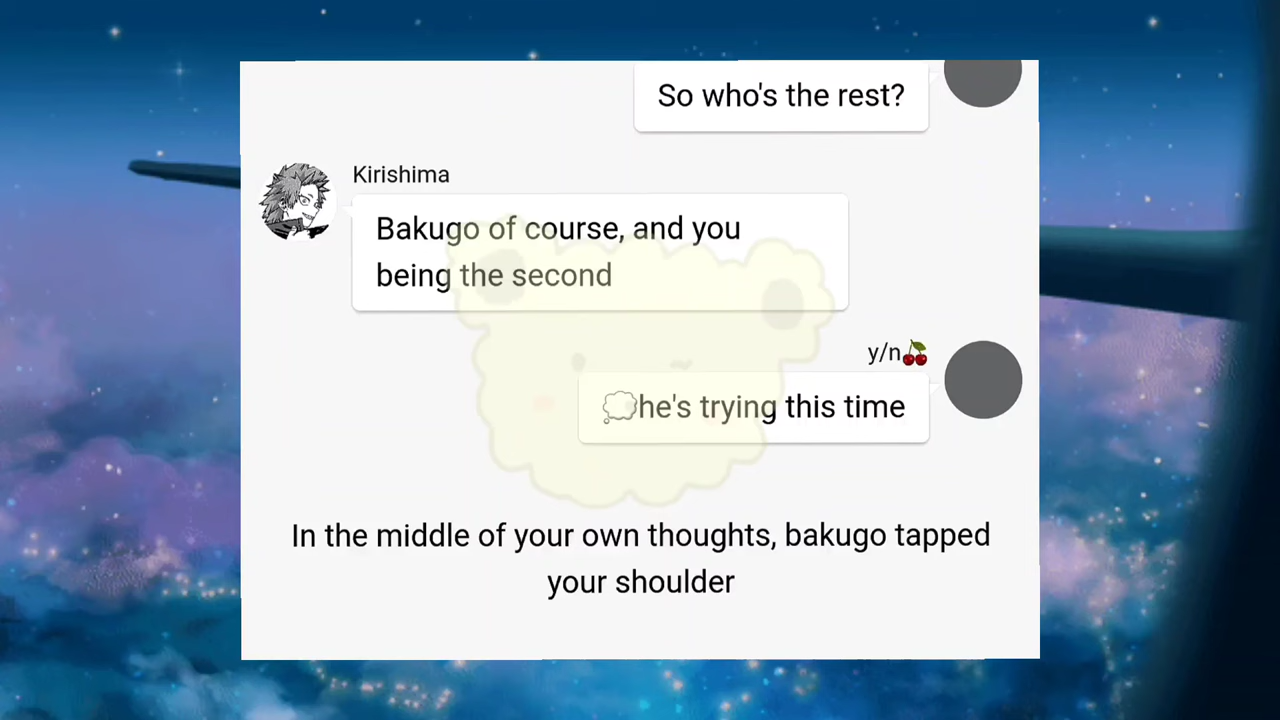 So who's the rest?
Kirishima
Bakugo of course, and you
being the second
y/n🍒
💭he's trying this time
In the middle of your own thoughts, bakugo tapped
your shoulder